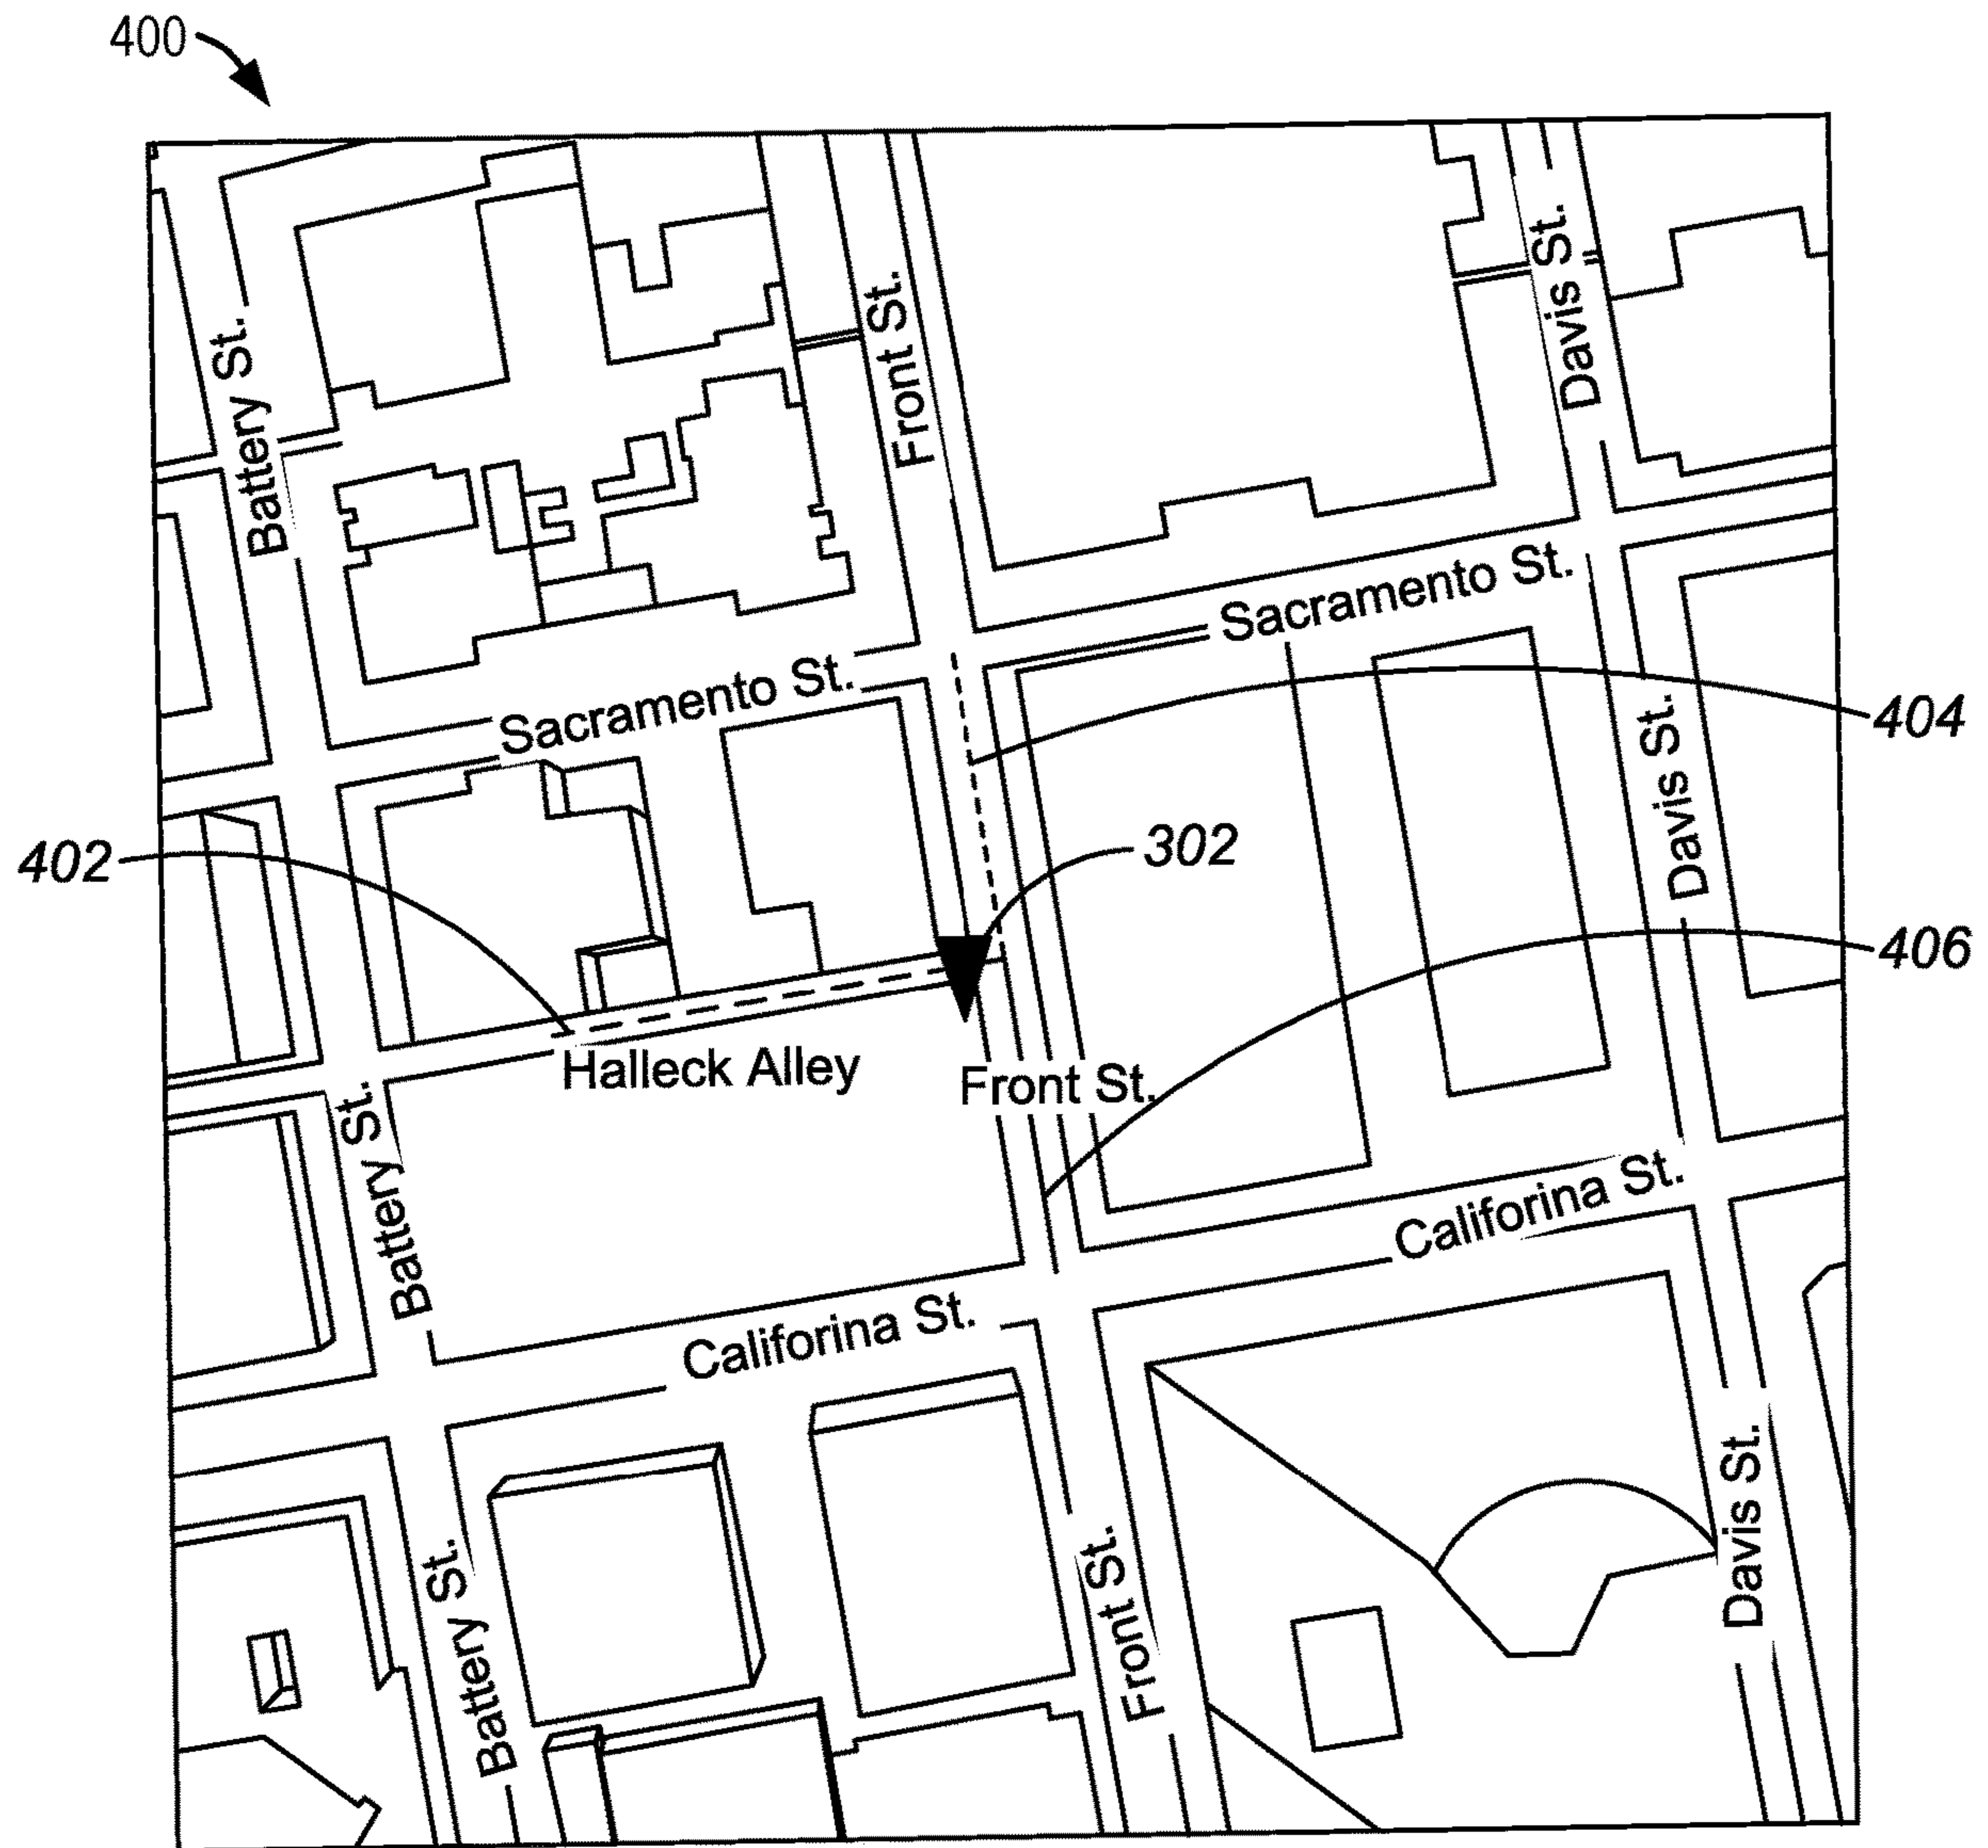 400
Davis St.
Front St.
Battery St.
Sacramento St.
Sacramento St.
404
Davis St.
402
302
406
Halleck Alley
Front St.
Battery St.
Califorina St.
Califorina St.
Davis St.
Front St.
Battery St.